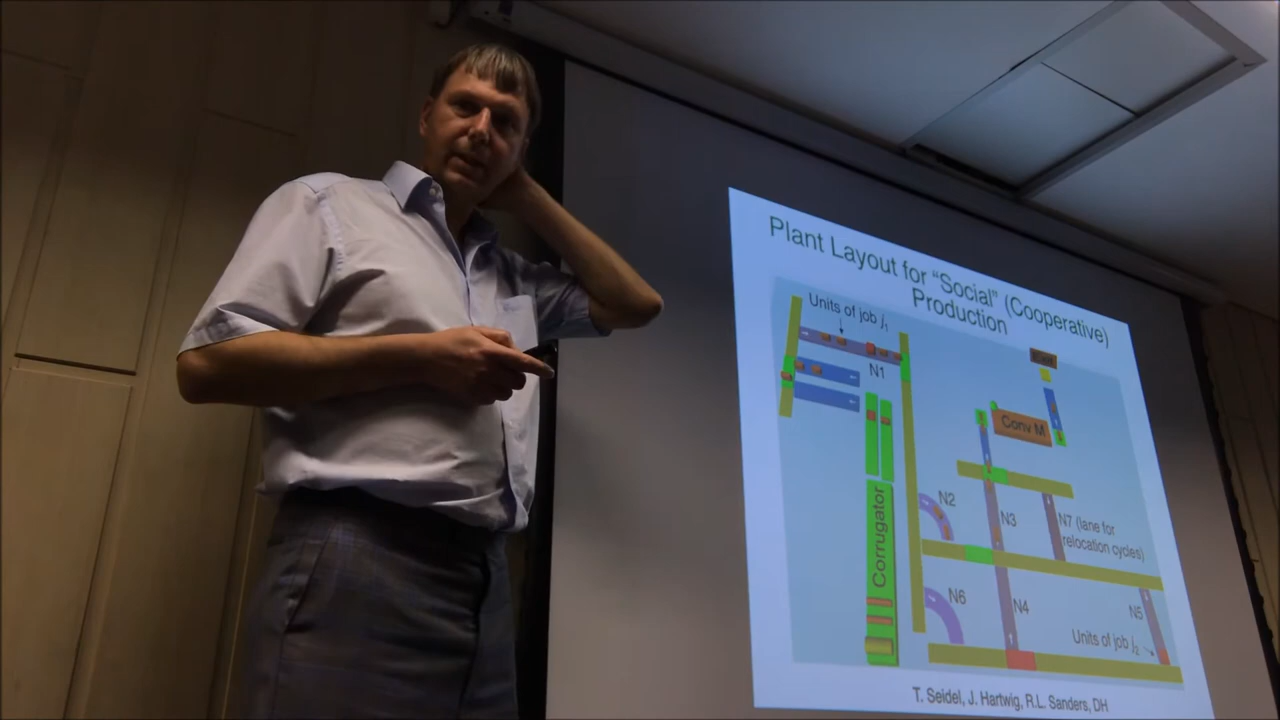 Plant Layout for “Social” (Cooperative)
Production
Units of job J1
N1
Conv M
Corrugator
N2
N3
N7 (lane for
relocation cycles)
N6
N4
N5
Units of job J2
T. Seidel, J. Hartwig, R.L. Sanders, DH